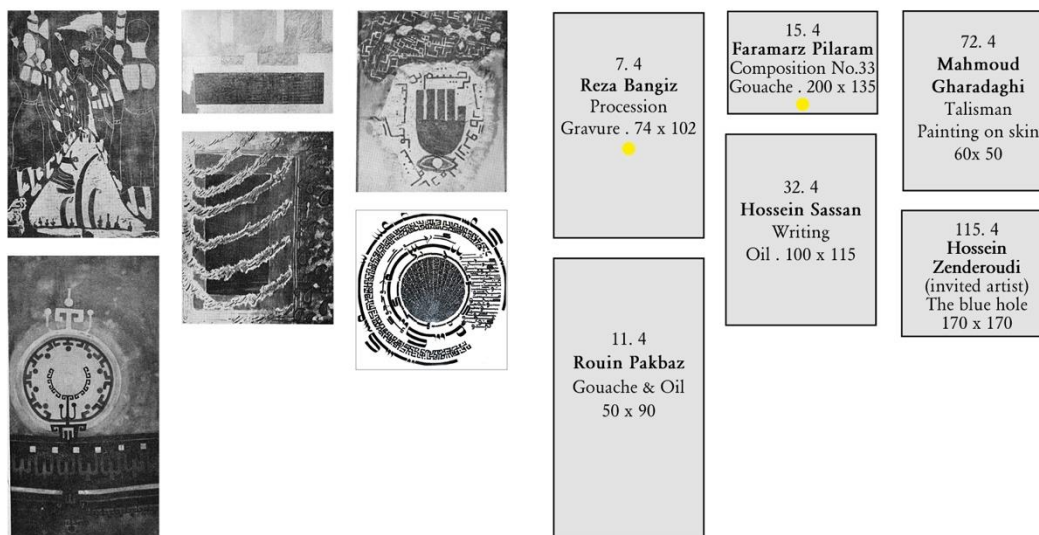 7. 4
Reza Bangiz
Procession
Gravure . 74 x 102
11. 4
Rouin Pakbaz
Gouache & Oil
50 x 90
15. 4
Faramarz Pilaram
Composition No.33
Gouache . 200 x 135
32. 4
Hossein Sassan
Writing
Oil . 100 x 115
72. 4
Mahmoud
Gharadaghi
Talisman
Painting on skin
60x 50
115. 4
Hossein
Zenderoudi
(invited artist)
The blue hole
170 x 170